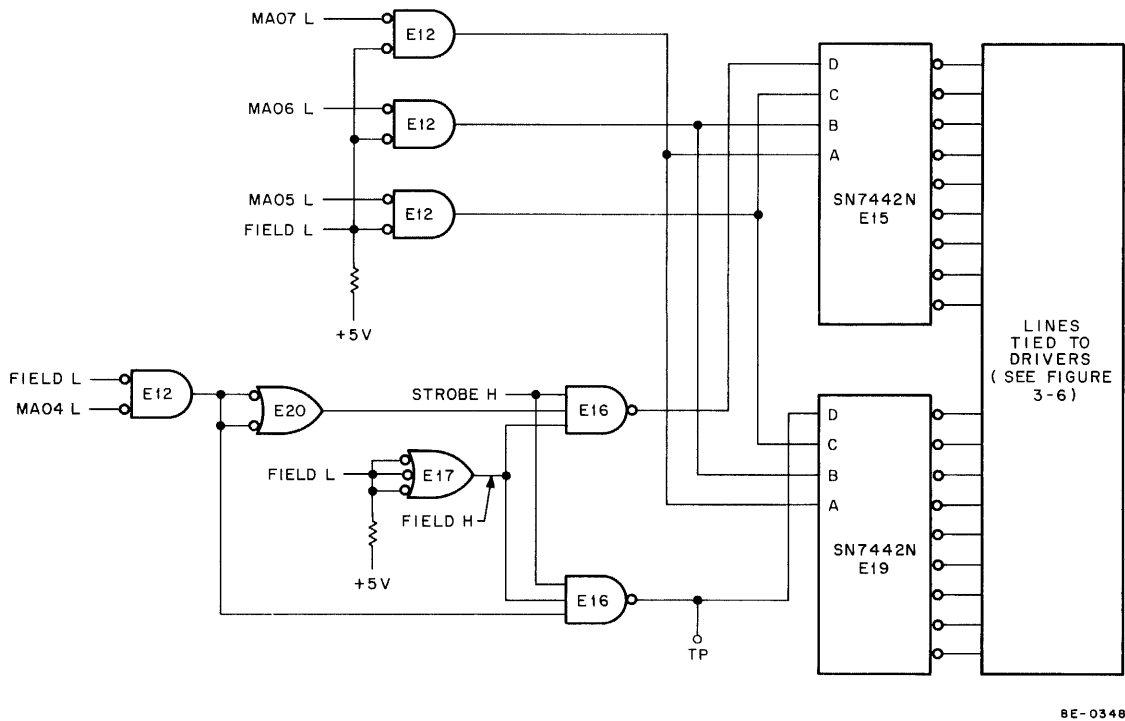 MA07 L
E12
MA06 L
E12
MA05 L
E12
FIELD L
+5V
D
C
B
A
SN7442N
E15
FIELD L
MA04 L
E12
E20
STROBE H
E16
FIELD L
E17
FIELD H
+5V
E16
TP
D
C
B
A
SN7442N
E19
LINES
TIED TO
DRIVERS
(SEE FIGURE
3-6)
8E-0348